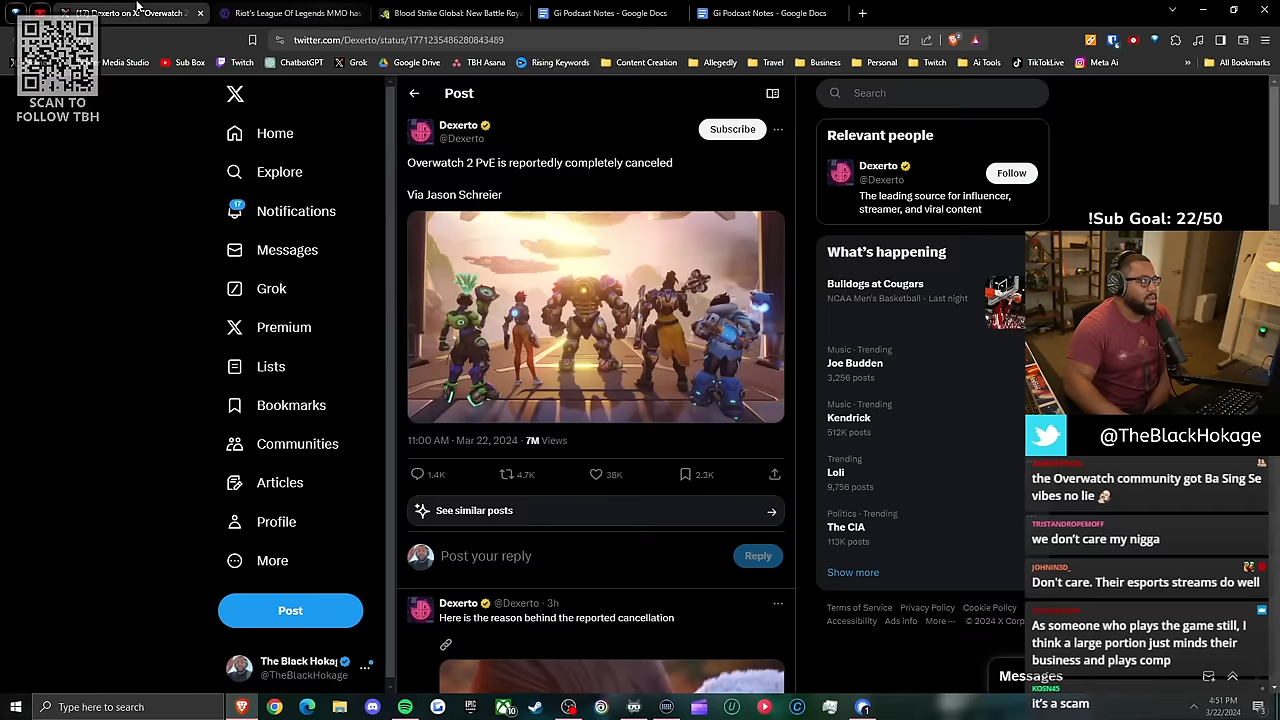 (17) Dexerto on X: "Overwatch 2
Riot's League Of Legends MMO has
Blood Strike Global: New Battle Roya
Gi Podcast Notes - Google Docs
Gi Podcast Notes - Google Docs
twitter.com/Dexerto/status/1771235486280843489
Media Studio
Sub Box
Twitch
ChatbotGPT
Grok
Google Drive
TBH Asana
Rising Keywords
Content Creation
Gameplay
Travel
Business
Personal
Twitch
Ai Tools
TikTokLive
Meta Ai
All Bookmarks
SCAN TO
FOLLOW TBH
Home
Explore
17
Notifications
Messages
Grok
Premium
Lists
Bookmarks
Communities
Articles
Profile
More
Post
The Black Hokag
@TheBlackHokage
Post
Dexerto
@Dexerto
Subscribe
Overwatch 2 PvE is reportedly completely canceled
Via Jason Schreier
11:00 AM · Mar 22, 2024 · 7M Views
1.4K
4.7K
38K
2.3K
See similar posts
Post your reply
Reply
Dexerto @Dexerto · 3h
Here is the reason behind the reported cancellation
Search
Relevant people
Dexerto
@Dexerto
Follow
The leading source for influencer,
streamer, and viral content
What's happening
Bulldogs at Cougars
NCAA Men's Basketball · Last night
Music · Trending
Joe Budden
3,256 posts
Music · Trending
Kendrick
512K posts
Trending
Loli
9,756 posts
Politics · Trending
The CIA
113K posts
Show more
Terms of Service Privacy Policy Cookie Policy
Accessibility Ads info More ··· © 2024 X Corp
Messages
!Sub Goal: 22/50
@TheBlackHokage
the Overwatch community got Ba Sing Se
vibes no lie
TRISTANDROPEMOFF
we don't care my nigga
JOHNIN3D_
Don't care. Their esports streams do well
As someone who plays the game still, I
think a large portion just minds their
business and plays comp
KOSN45
it's a scam
Type here to search
4:51 PM
3/22/2024